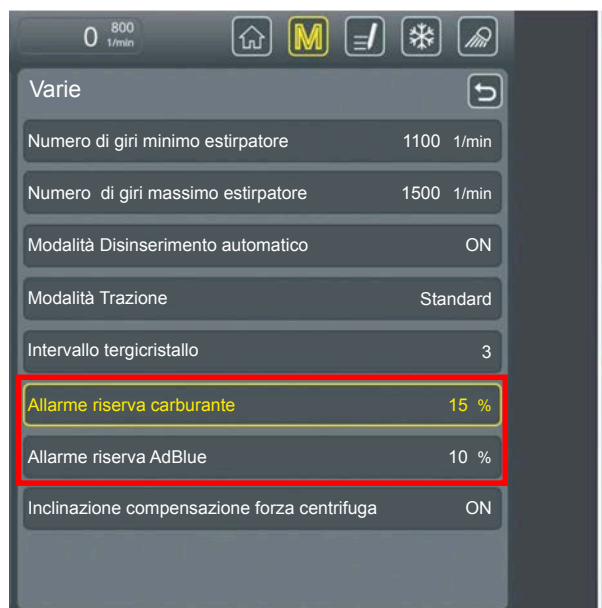 0 800 1/min M
Varie
Numero di giri minimo estirpatore 1100 1/min
Numero di giri massimo estirpatore 1500 1/min
Modalità Disinserimento automatico ON
Modalità Trazione Standard
Intervallo tergicristallo 3
Allarme riserva carburante 15 %
Allarme riserva AdBlue 10 %
Inclinazione compensazione forza centrifuga ON